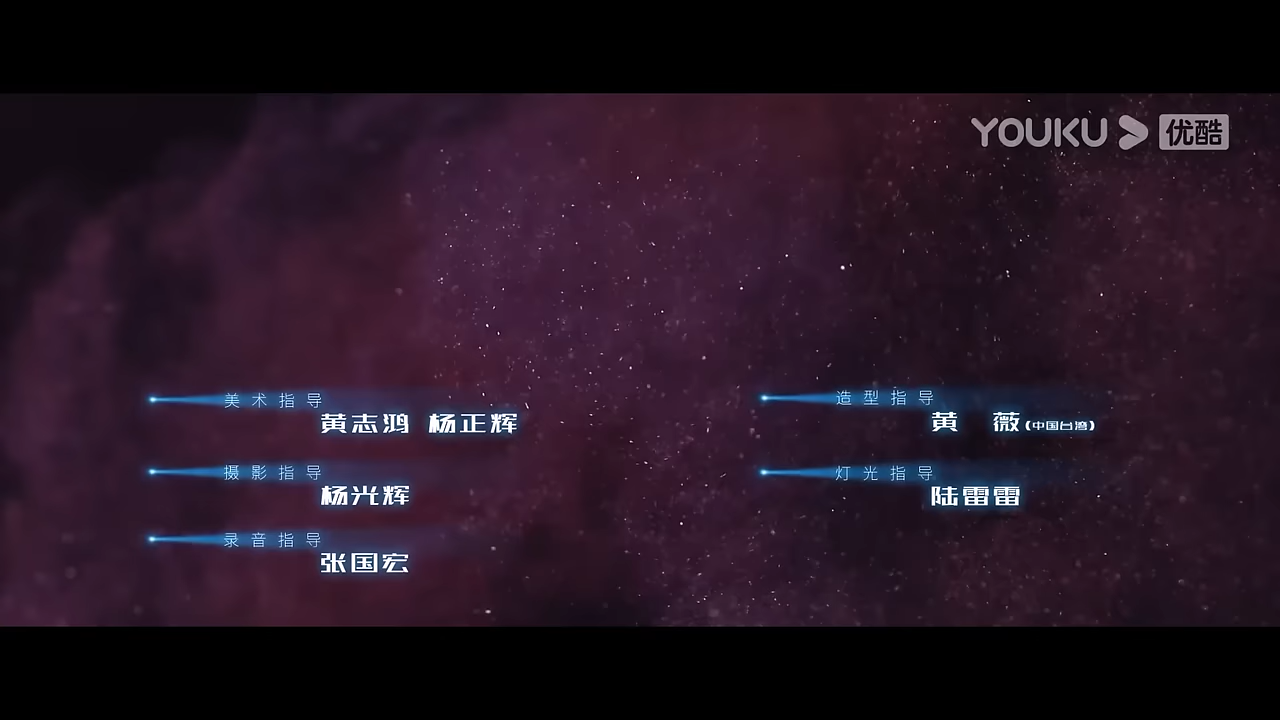 YOUKU 优酷
美术指导
黄志鸿 杨正辉
摄影指导
杨光辉
录音指导
张国宏
造型指导
黄 薇(中国台湾)
灯光指导
陆雷雷